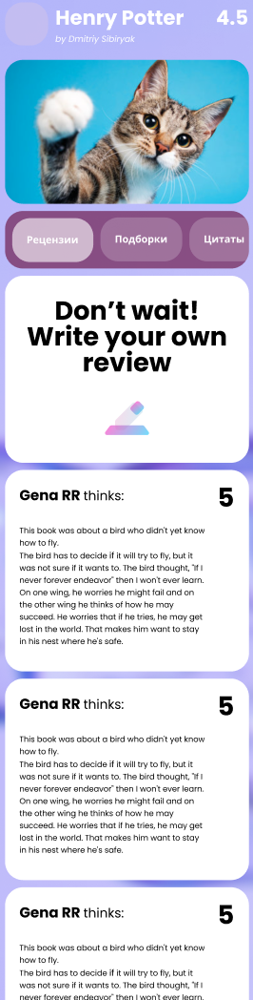 Henry Potter 4.5
by Dmitriy Sibiryak
Рецензии Подборки Цитаты
Don't wait!
Write your own
review
Gena RR thinks: 5
This book was about a bird who didn't yet know
how to fly.
The bird has to decide if it will try to fly, but it
was not sure if it wants to. The bird thought, "If I
never forever endeavor" then I won't ever learn.
On one wing, he worries he might fail and on
the other wing he thinks of how he may
succeed. He worries that if he tries, he may get
lost in the world. That makes him want to stay
in his nest where he's safe.
Gena RR thinks: 5
This book was about a bird who didn't yet know
how to fly.
The bird has to decide if it will try to fly, but it
was not sure if it wants to. The bird thought, "If I
never forever endeavor" then I won't ever learn.
On one wing, he worries he might fail and on
the other wing he thinks of how he may
succeed. He worries that if he tries, he may get
lost in the world. That makes him want to stay
in his nest where he's safe.
Gena RR thinks: 5
This book was about a bird who didn't yet know
how to fly.
The bird has to decide if it will try to fly, but it
was not sure if it wants to. The bird thought, "If I
never forever endeavor" then I won't ever learn.